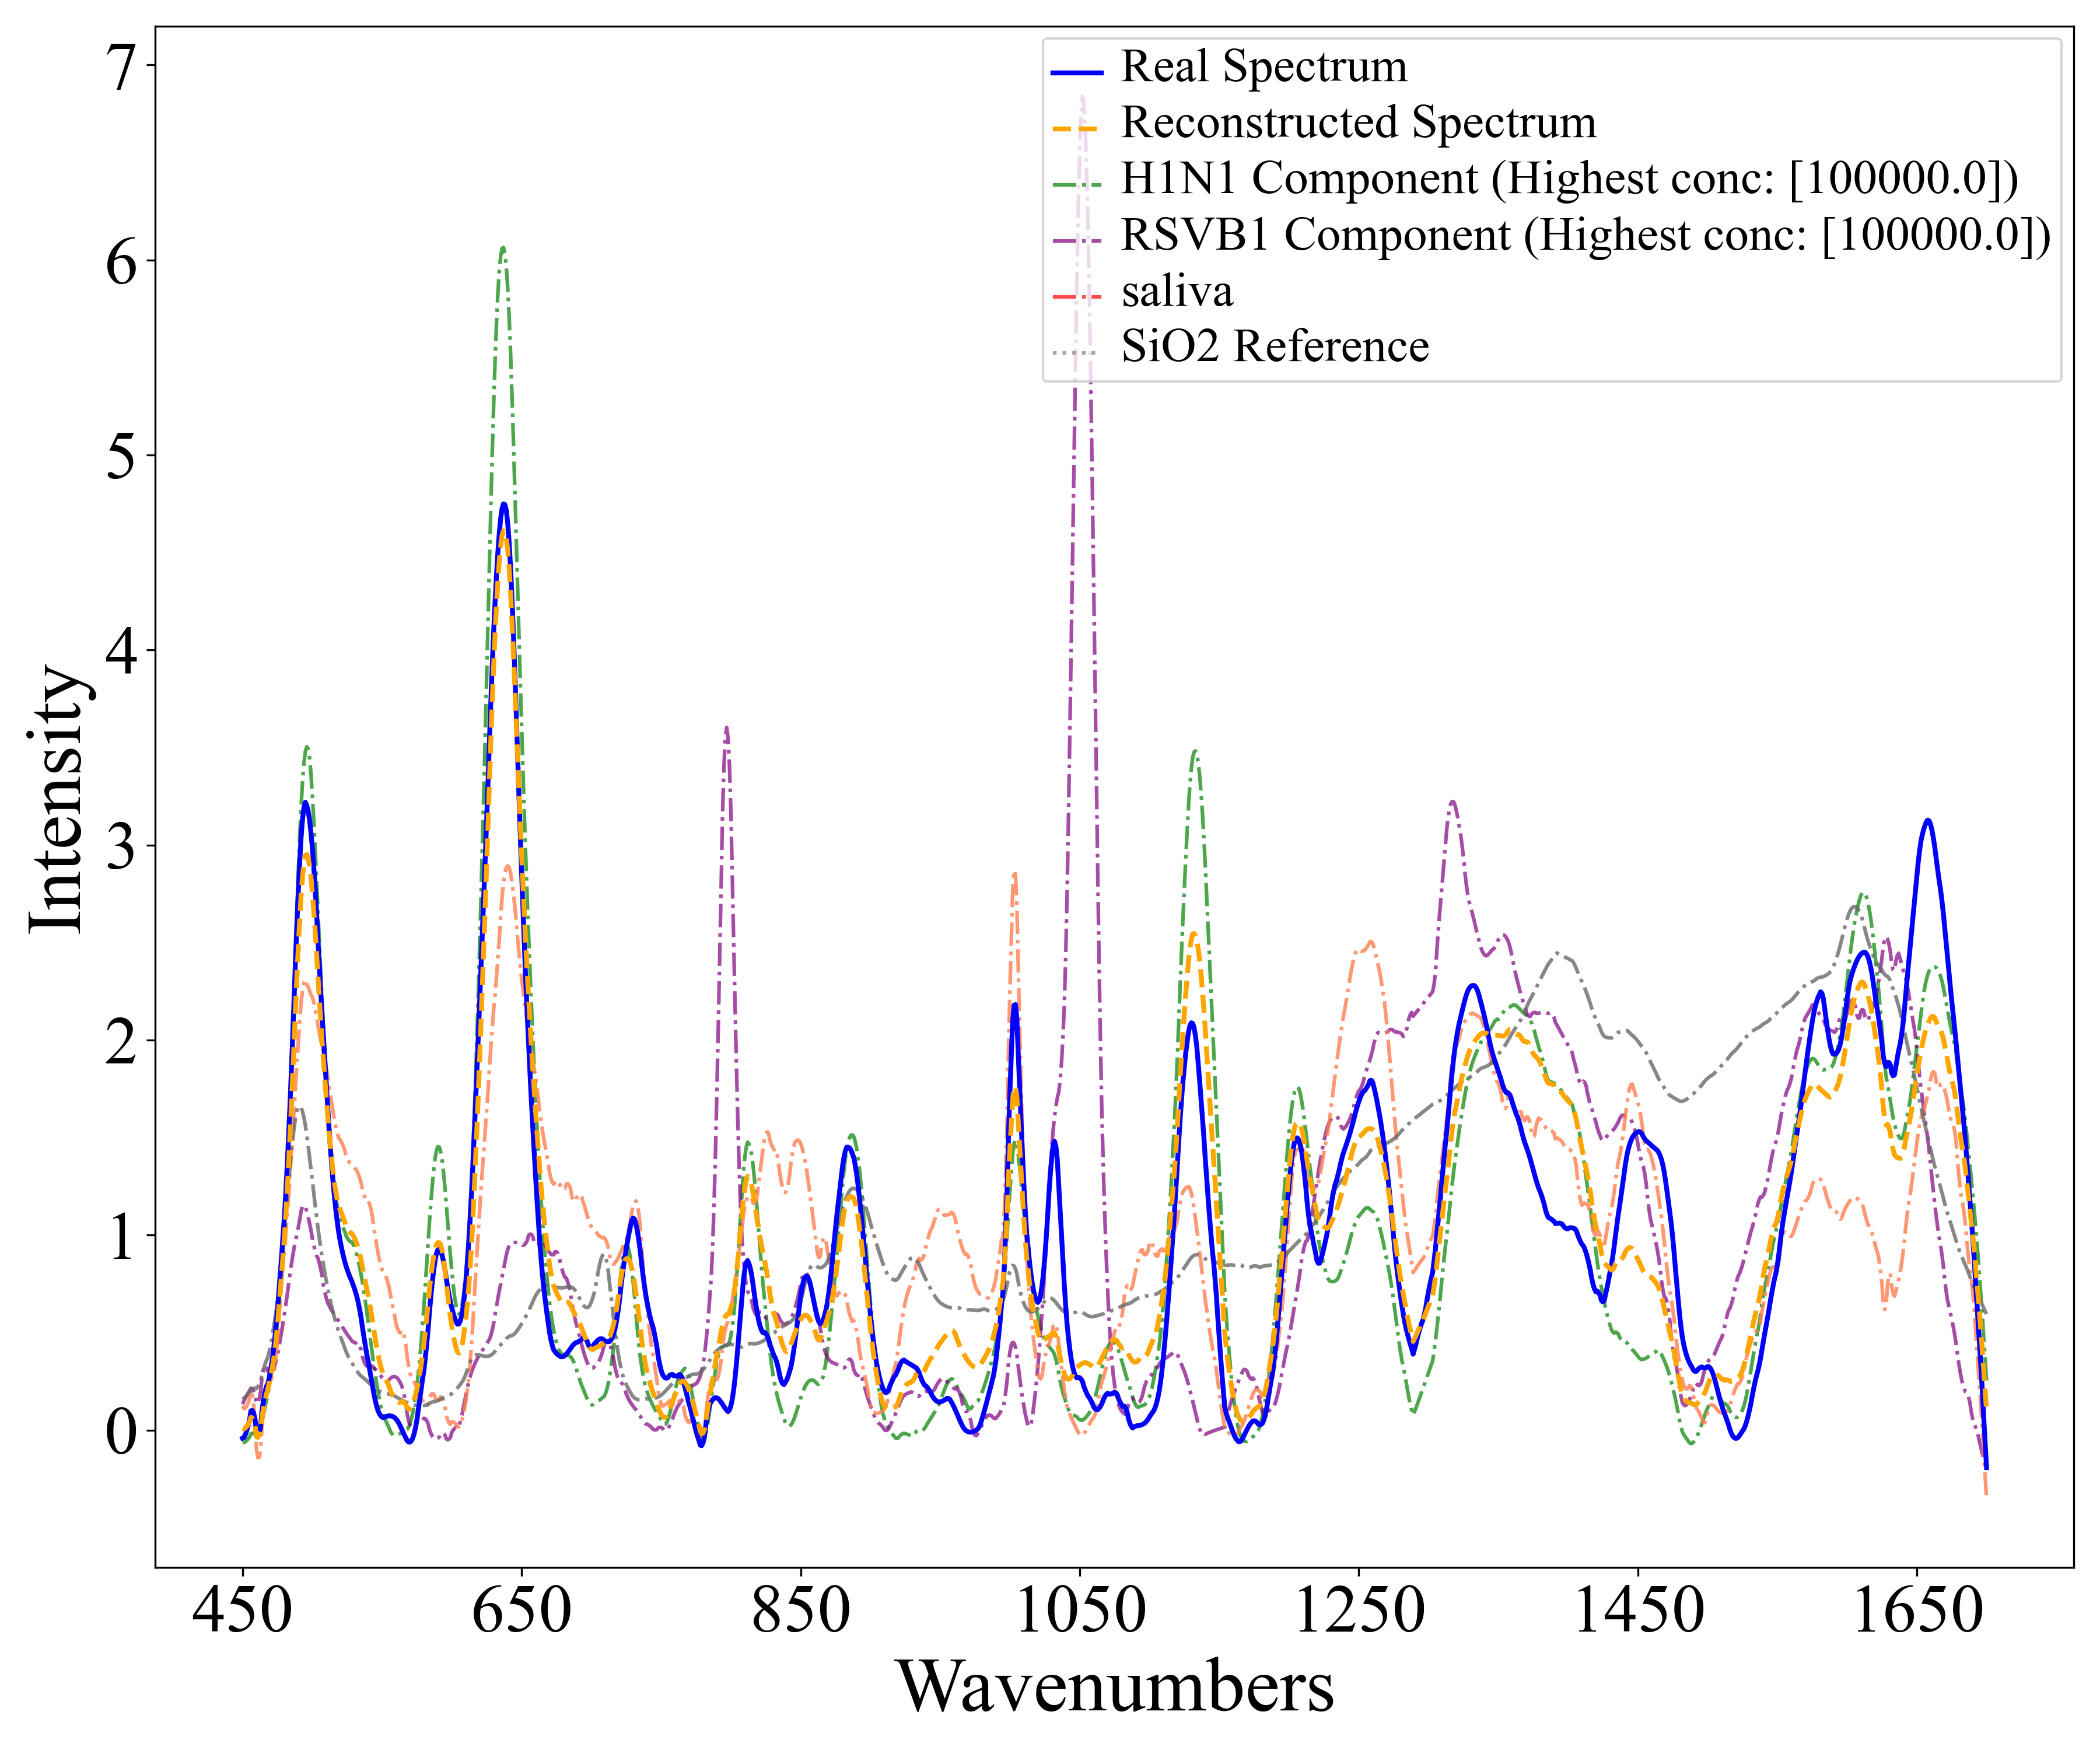 7
6
5
4
3
2
1
0
Intensity
Real Spectrum
Reconstructed Spectrum
H1N1 Component (Highest conc: [100000.0])
RSVB1 Component (Highest conc: [100000.0])
saliva
SiO2 Reference
450 650 850 1050 1250 1450 1650
Wavenumbers